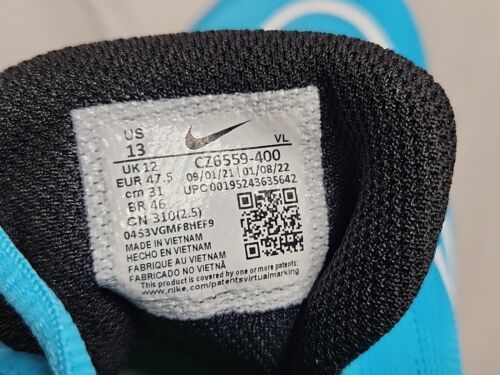 US
13
VL
UK 12
CZ6559-400
EUR 47.5
09/01/21 01/08/22
cm 31
UPC 00195243635642
BR 46
CN 310(2.5)
0453VGMF8HEF9
MADE IN VIETNAM
HECHO EN VIETNAM
FABRIQUE AU VIETNAM
FABRICADO NO VIETNÃ
This product is covered by one or more patents:
www.nike.com/patentsvirtualmarking